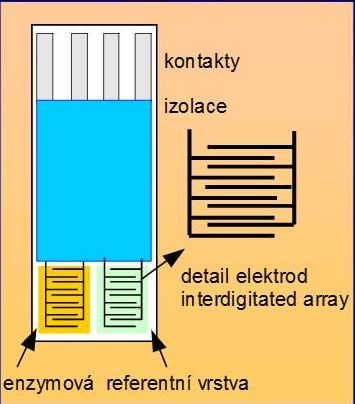 kontakty
izolace
detail elektrod
interdigitated array
enzymová referentní vrstva